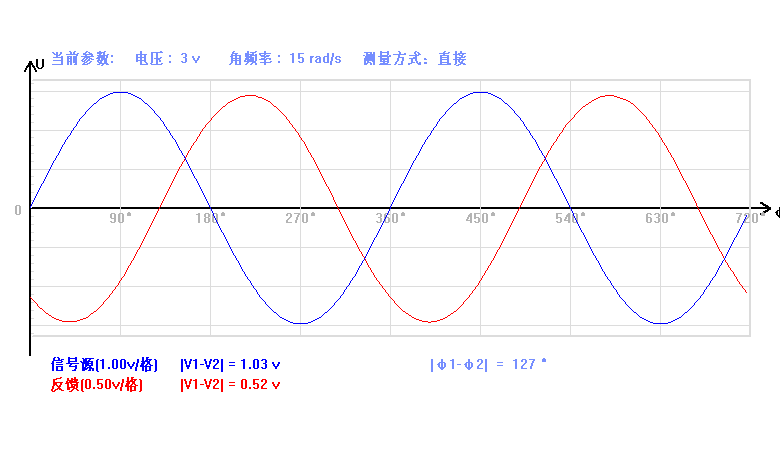 当前参数: 电压: 3 v 角频率: 15 rad/s 测量方式: 直接
U
0
90° 180° 270° 360° 450° 540° 630° 720° ϕ
信号源(1.00v/格) |V1-V2| = 1.03 v |ϕ1-ϕ2| = 127 °
反馈(0.50v/格) |V1-V2| = 0.52 v